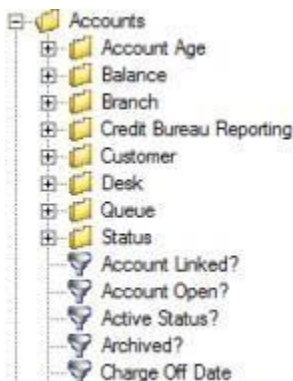 Accounts
Account Age
Balance
Branch
Credit Bureau Reporting
Customer
Desk
Queue
Status
Account Linked?
Account Open?
Active Status?
Archived?
Charge Off Date